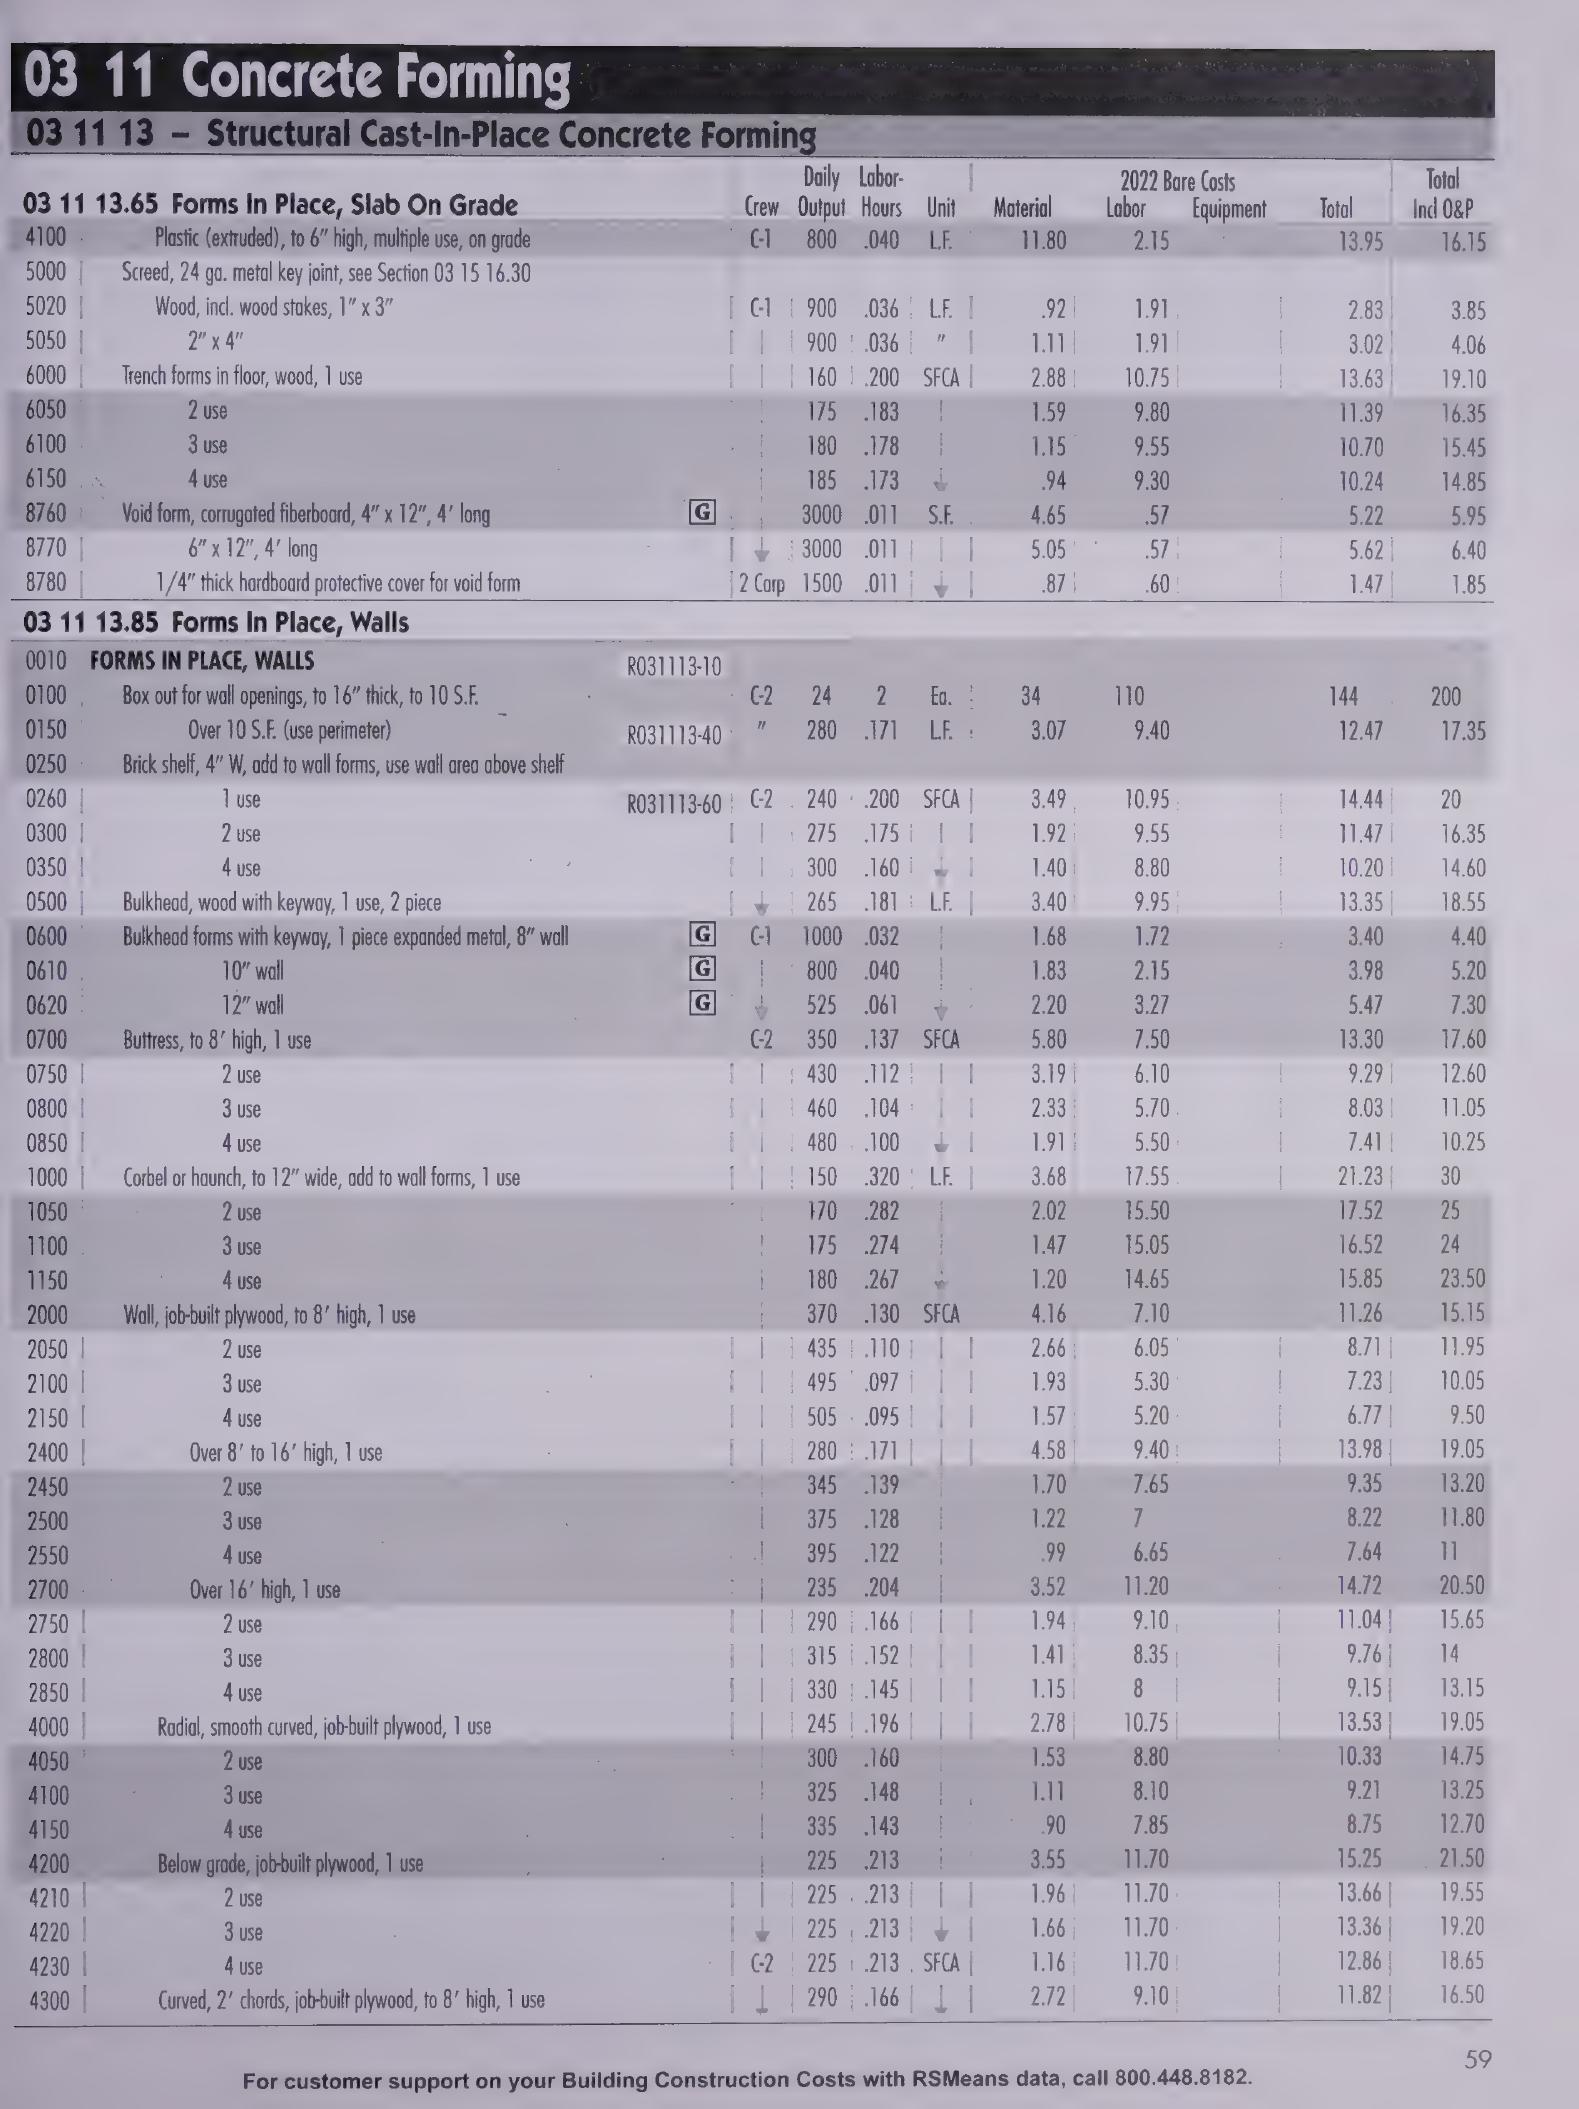 03 11 Concrete Forming
03 11 13 – Structural Cast-In-Place Concrete Forming
Daily Labor- 2022 Bare Costs Total
03 11 13.65 Forms In Place, Slab On Grade Crew Output Hours Unit Material Labor Equipment Total Incl O&P
4100 Plastic (extruded), to 6" high, multiple use, on grade C-1 800 .040 L.F. 11.80 2.15 13.95 16.15
5000 Screed, 24 ga. metal key joint, see Section 03 15 16.30
5020 Wood, incl. wood stakes, 1" x 3" C-1 900 .036 L.F. .92 1.91 2.83 3.85
5050 2" x 4" 900 .036 " 1.11 1.91 3.02 4.06
6000 Trench forms in floor, wood, 1 use 160 .200 SFCA 2.88 10.75 13.63 19.10
6050 2 use 175 .183 1.59 9.80 11.39 16.35
6100 3 use 180 .178 1.15 9.55 10.70 15.45
6150 4 use 185 .173 .94 9.30 10.24 14.85
8760 Void form, corrugated fiberboard, 4" x 12", 4' long G 3000 .011 S.F. 4.65 .57 5.22 5.95
8770 6" x 12", 4' long 3000 .011 5.05 .57 5.62 6.40
8780 1/4" thick hardboard protective cover for void form 2 Carp 1500 .011 .87 .60 1.47 1.85
03 11 13.85 Forms In Place, Walls
0010 FORMS IN PLACE, WALLS R031113-10
0100 Box out for wall openings, to 16" thick, to 10 S.F. C-2 24 2 Ea. 34 110 144 200
0150 Over 10 S.F. (use perimeter) R031113-40 " 280 .171 L.F. 3.07 9.40 12.47 17.35
0250 Brick shelf, 4" W, add to wall forms, use wall area above shelf
0260 1 use R031113-60 C-2 240 .200 SFCA 3.49 10.95 14.44 20
0300 2 use 275 .175 1.92 9.55 11.47 16.35
0350 4 use 300 .160 1.40 8.80 10.20 14.60
0500 Bulkhead, wood with keyway, 1 use, 2 piece 265 .181 L.F. 3.40 9.95 13.35 18.55
0600 Bulkhead forms with keyway, 1 piece expanded metal, 8" wall G C-1 1000 .032 1.68 1.72 3.40 4.40
0610 10" wall G 800 .040 1.83 2.15 3.98 5.20
0620 12" wall G 525 .061 2.20 3.27 5.47 7.30
0700 Buttress, to 8' high, 1 use C-2 350 .137 SFCA 5.80 7.50 13.30 17.60
0750 2 use 430 .112 3.19 6.10 9.29 12.60
0800 3 use 460 .104 2.33 5.70 8.03 11.05
0850 4 use 480 .100 1.91 5.50 7.41 10.25
1000 Corbel or haunch, to 12" wide, add to wall forms, 1 use 150 .320 L.F. 3.68 17.55 21.23 30
1050 2 use 170 .282 2.02 15.50 17.52 25
1100 3 use 175 .274 1.47 15.05 16.52 24
1150 4 use 180 .267 1.20 14.65 15.85 23.50
2000 Wall, job-built plywood, to 8' high, 1 use 370 .130 SFCA 4.16 7.10 11.26 15.15
2050 2 use 435 .110 2.66 6.05 8.71 11.95
2100 3 use 495 .097 1.93 5.30 7.23 10.05
2150 4 use 505 .095 1.57 5.20 6.77 9.50
2400 Over 8' to 16' high, 1 use 280 .171 4.58 9.40 13.98 19.05
2450 2 use 345 .139 1.70 7.65 9.35 13.20
2500 3 use 375 .128 1.22 7 8.22 11.80
2550 4 use 395 .122 .99 6.65 7.64 11
2700 Over 16' high, 1 use 235 .204 3.52 11.20 14.72 20.50
2750 2 use 290 .166 1.94 9.10 11.04 15.65
2800 3 use 315 .152 1.41 8.35 9.76 14
2850 4 use 330 .145 1.15 8 9.15 13.15
4000 Radial, smooth curved, job-built plywood, 1 use 245 .196 2.78 10.75 13.53 19.05
4050 2 use 300 .160 1.53 8.80 10.33 14.75
4100 3 use 325 .148 1.11 8.10 9.21 13.25
4150 4 use 335 .143 .90 7.85 8.75 12.70
4200 Below grade, job-built plywood, 1 use 225 .213 3.55 11.70 15.25 21.50
4210 2 use 225 .213 1.96 11.70 13.66 19.55
4220 3 use 225 .213 1.66 11.70 13.36 19.20
4230 4 use C-2 225 .213 SFCA 1.16 11.70 12.86 18.65
4300 Curved, 2' chords, job-built plywood, to 8' high, 1 use 290 .166 2.72 9.10 11.82 16.50
59
For customer support on your Building Construction Costs with RSMeans data, call 800.448.8182.